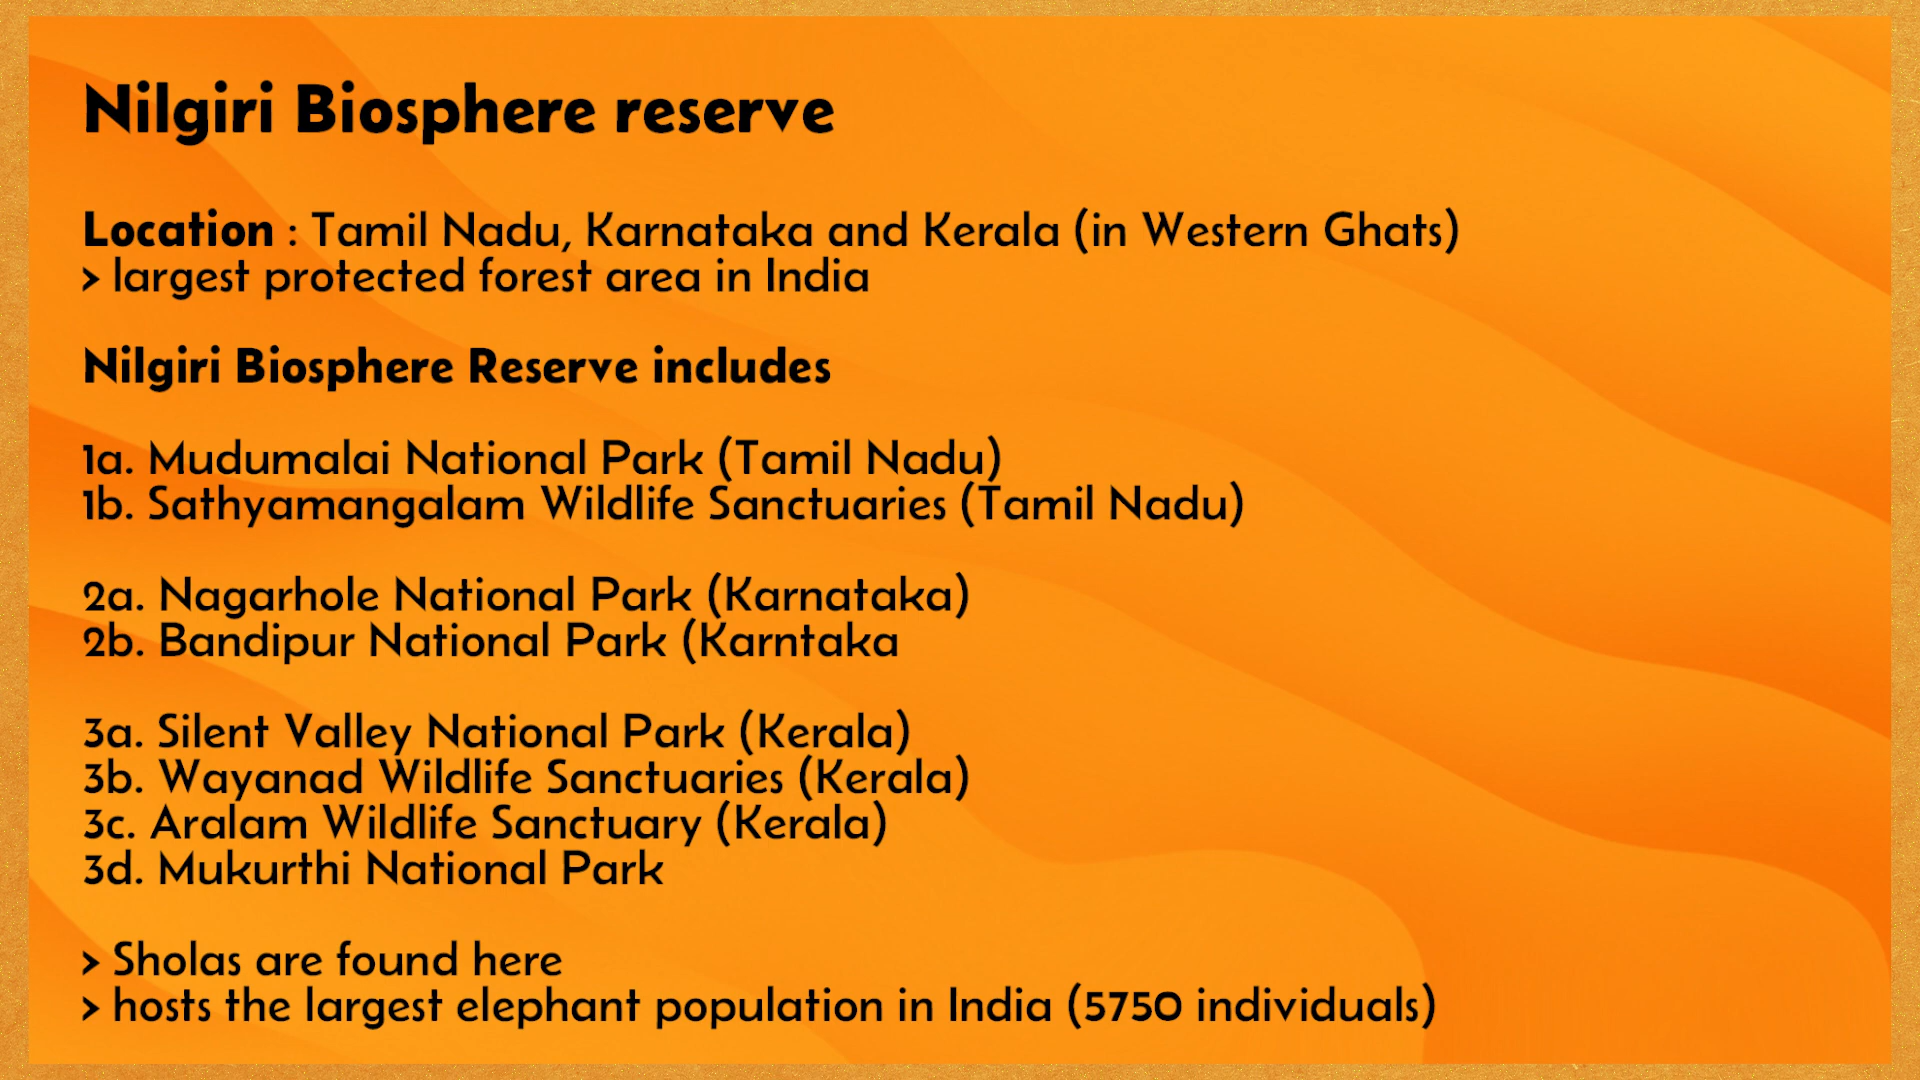 Nilgiri Biosphere reserve
Location : Tamil Nadu, Karnataka and Kerala (in Western Ghats)
> largest protected forest area in India
Nilgiri Biosphere Reserve includes
1a. Mudumalai National Park (Tamil Nadu)
1b. Sathyamangalam Wildlife Sanctuaries (Tamil Nadu)
2a. Nagarhole National Park (Karnataka)
2b. Bandipur National Park (Karntaka
3a. Silent Valley National Park (Kerala)
3b. Wayanad Wildlife Sanctuaries (Kerala)
3c. Aralam Wildlife Sanctuary (Kerala)
3d. Mukurthi National Park
> Sholas are found here
> hosts the largest elephant population in India (5750 individuals)